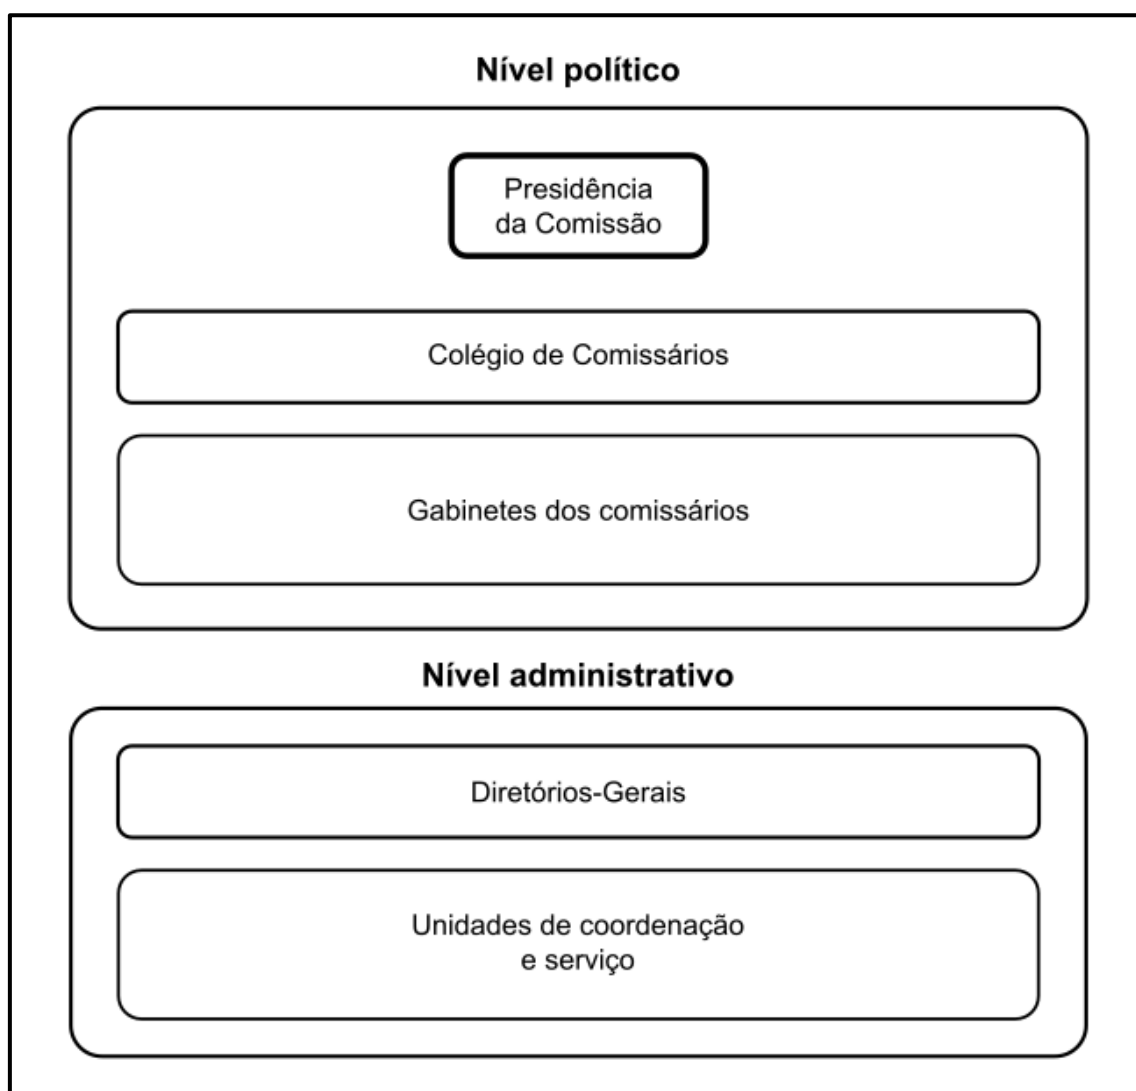 Nível político
Presidência
da Comissão
Colégio de Comissários
Gabinetes dos comissários
Nível administrativo
Diretórios-Gerais
Unidades de coordenação
e serviço